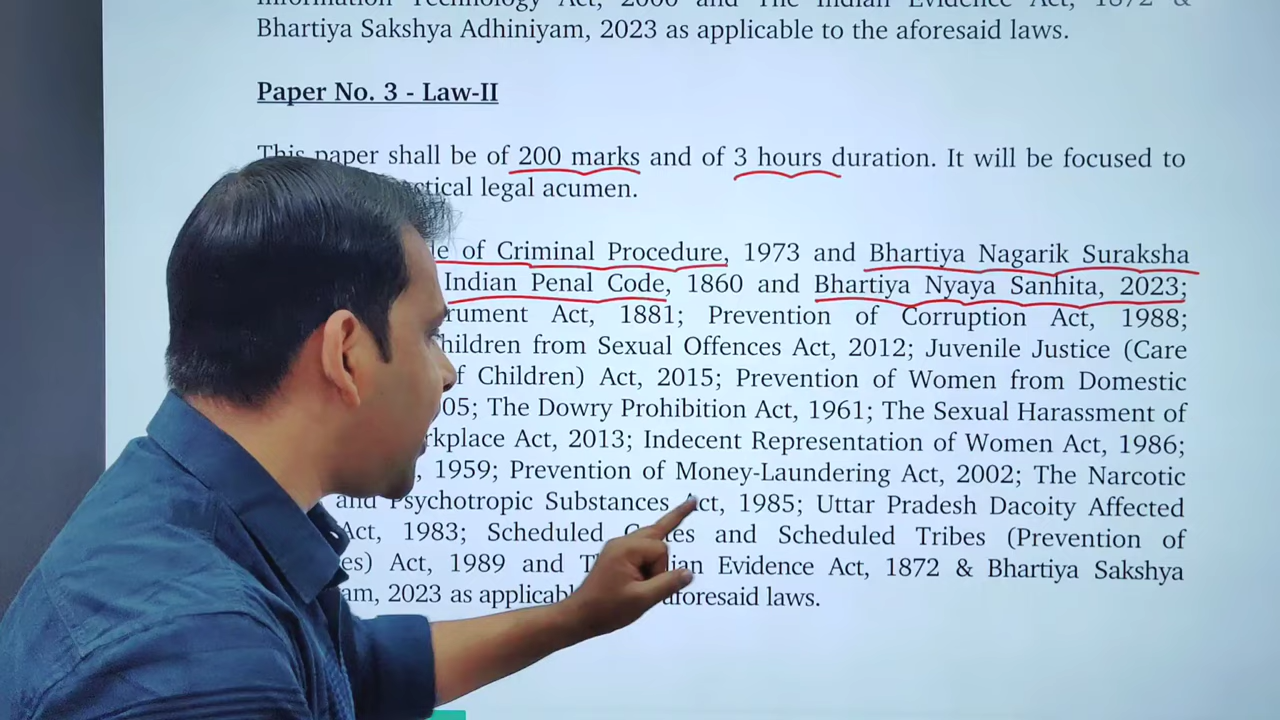 Information Technology Act, 2000 and The Indian Evidence Act, 1872 &
Bhartiya Sakshya Adhiniyam, 2023 as applicable to the aforesaid laws.
Paper No. 3 - Law-II
This paper shall be of 200 marks and of 3 hours duration. It will be focused to
legal acumen.
of Criminal Procedure, 1973 and Bhartiya Nagarik Suraksha
Indian Penal Code, 1860 and Bhartiya Nyaya Sanhita, 2023;
Act, 1881; Prevention of Corruption Act, 1988;
Children from Sexual Offences Act, 2012; Juvenile Justice (Care
of Children) Act, 2015; Prevention of Women from Domestic
05; The Dowry Prohibition Act, 1961; The Sexual Harassment of
Act, 2013; Indecent Representation of Women Act, 1986;
, 1959; Prevention of Money-Laundering Act, 2002; The Narcotic
and Psychotropic Substances Act, 1985; Uttar Pradesh Dacoity Affected
Act, 1983; Scheduled Castes and Scheduled Tribes (Prevention of
es) Act, 1989 and Evidence Act, 1872 & Bhartiya Sakshya
am, 2023 as aforesaid laws.